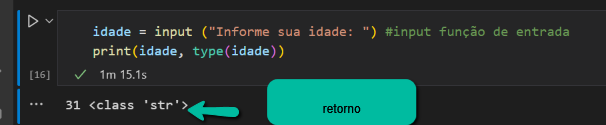 idade = input ("Informe sua idade: ") #input função de entrada
print(idade, type(idade))
[16]
1m 15.1s
31 <class 'str'>
retorno